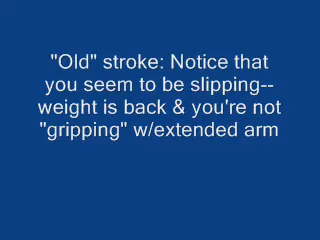 "Old" stroke: Notice that
you seem to be slipping--
weight is back & you're not
"gripping" w/extended arm